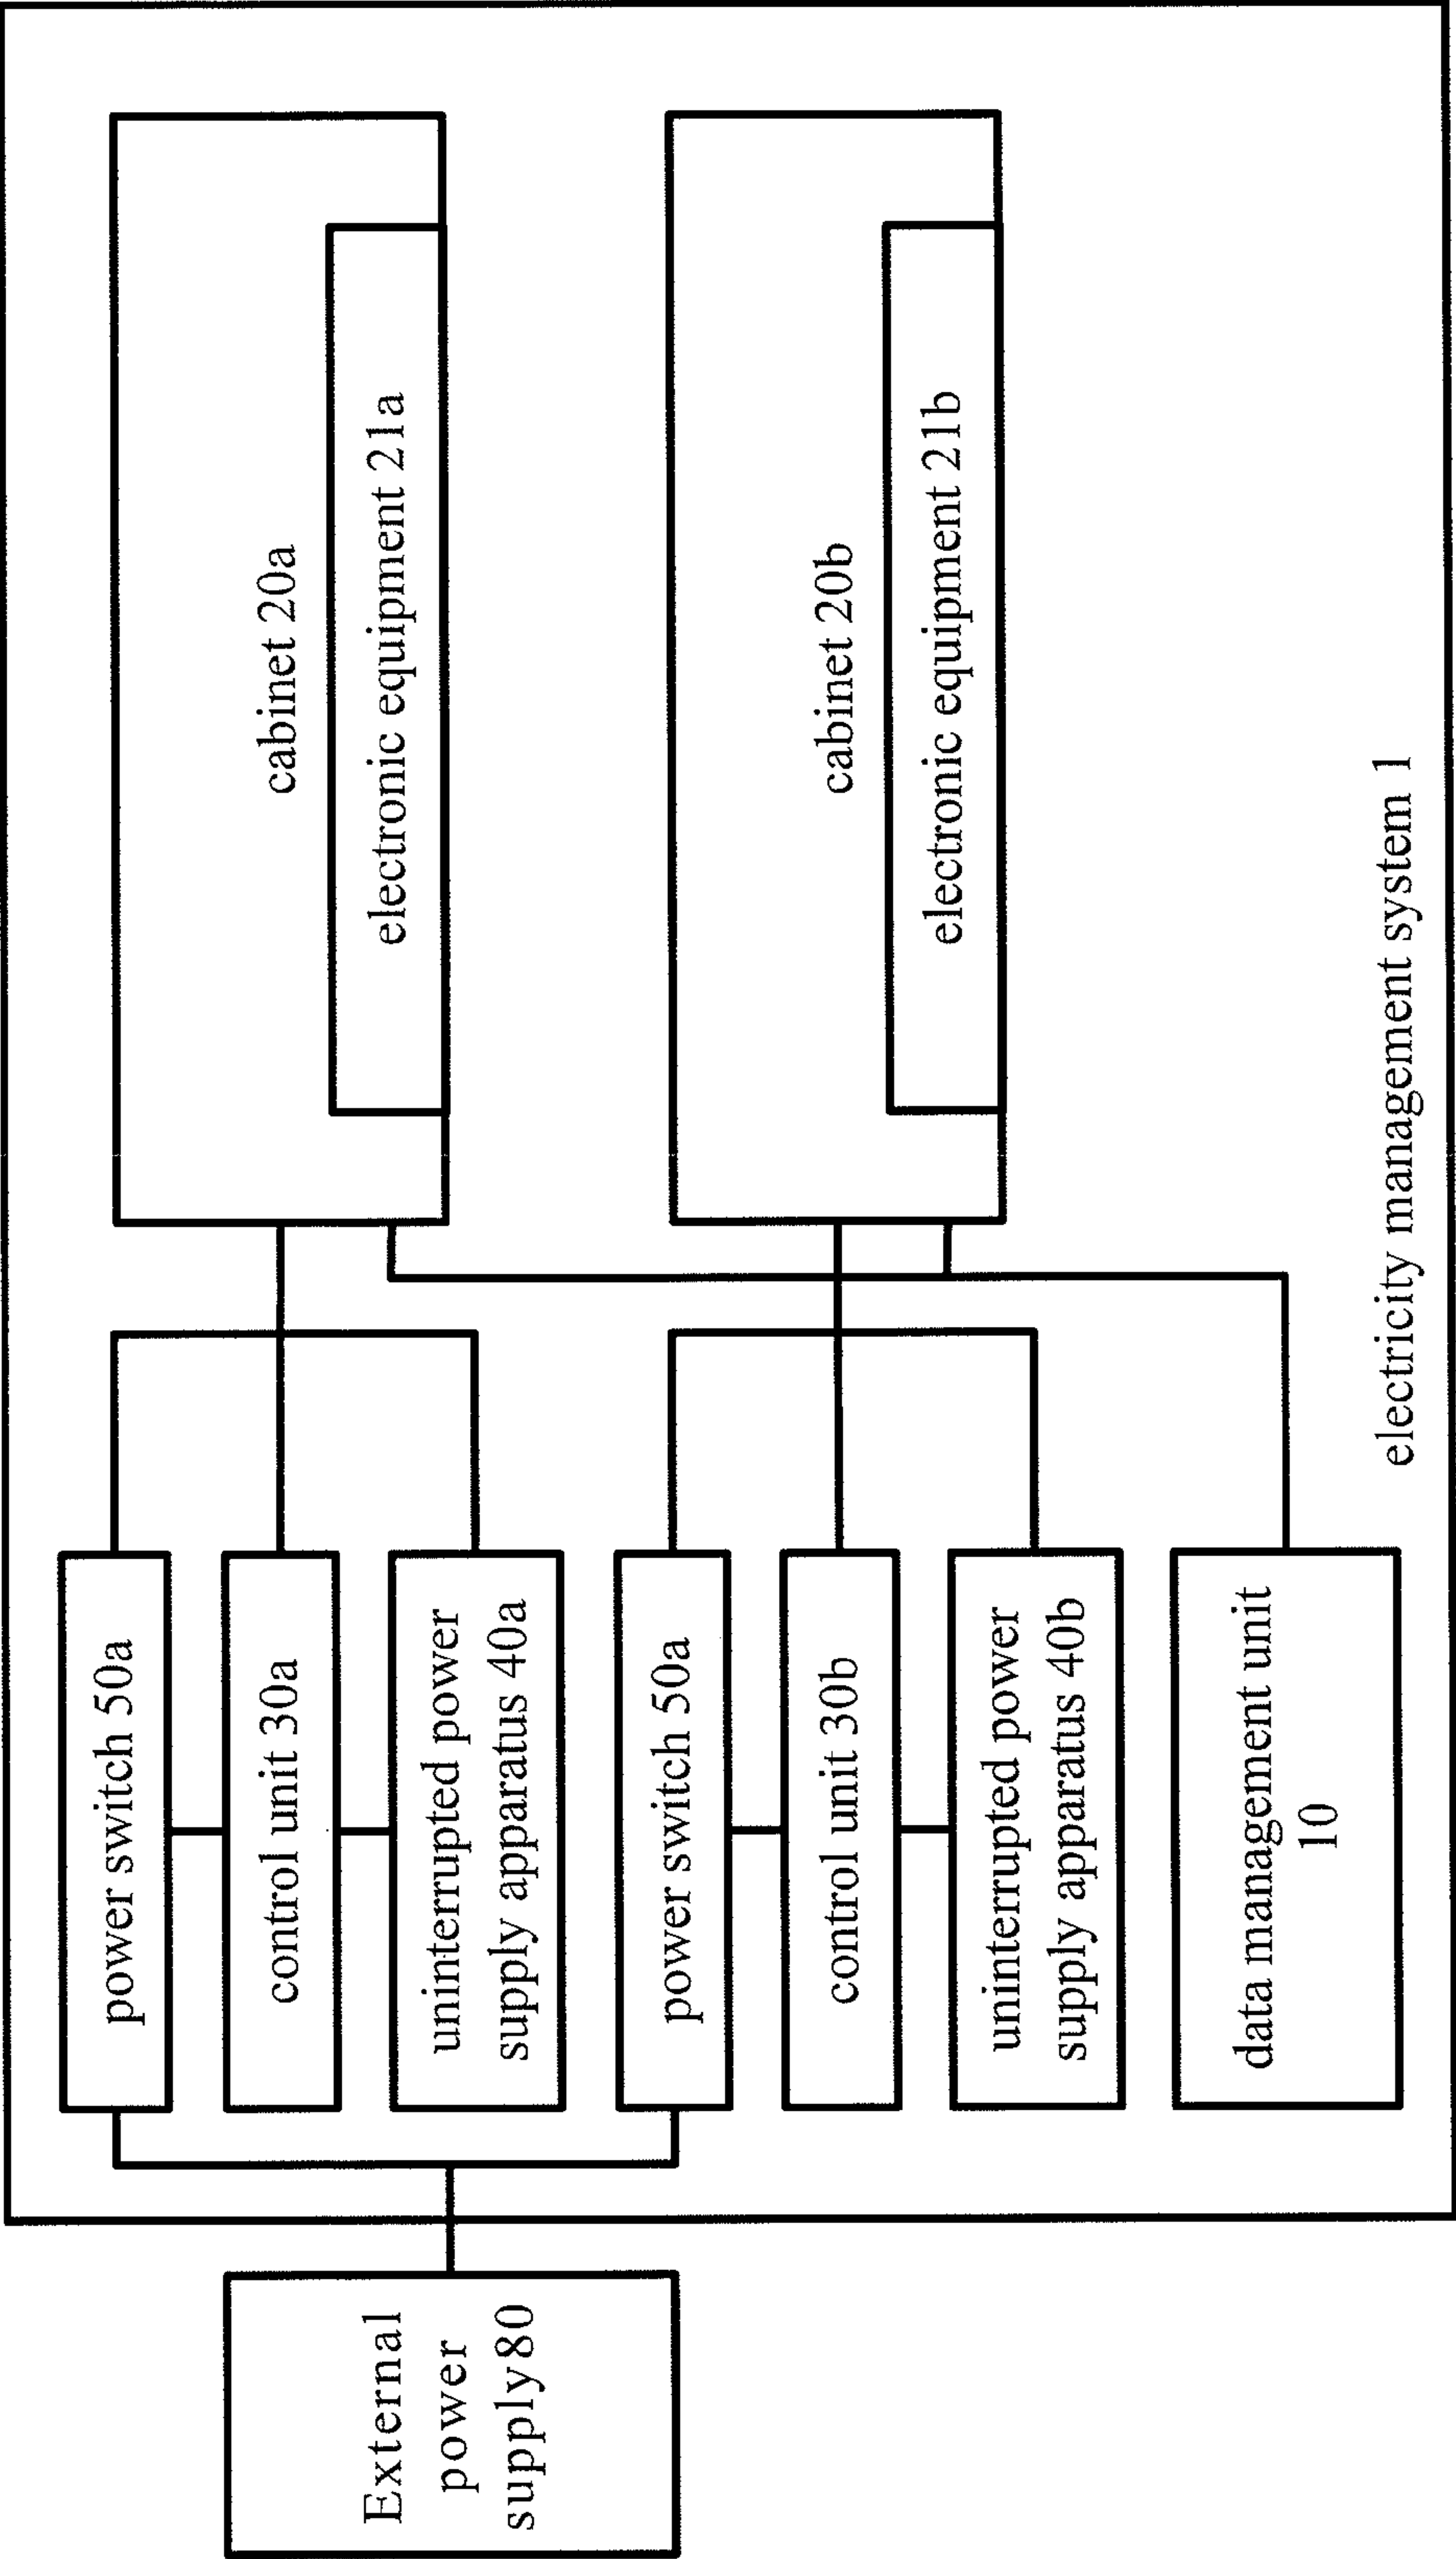 External
power
supply80
power switch 50a
control unit 30a
uninterrupted power
supply apparatus 40a
power switch 50a
control unit 30b
uninterrupted power
supply apparatus 40b
data management unit
10
cabinet 20a
electronic equipment 21a
cabinet 20b
electronic equipment 21b
electricity management system 1